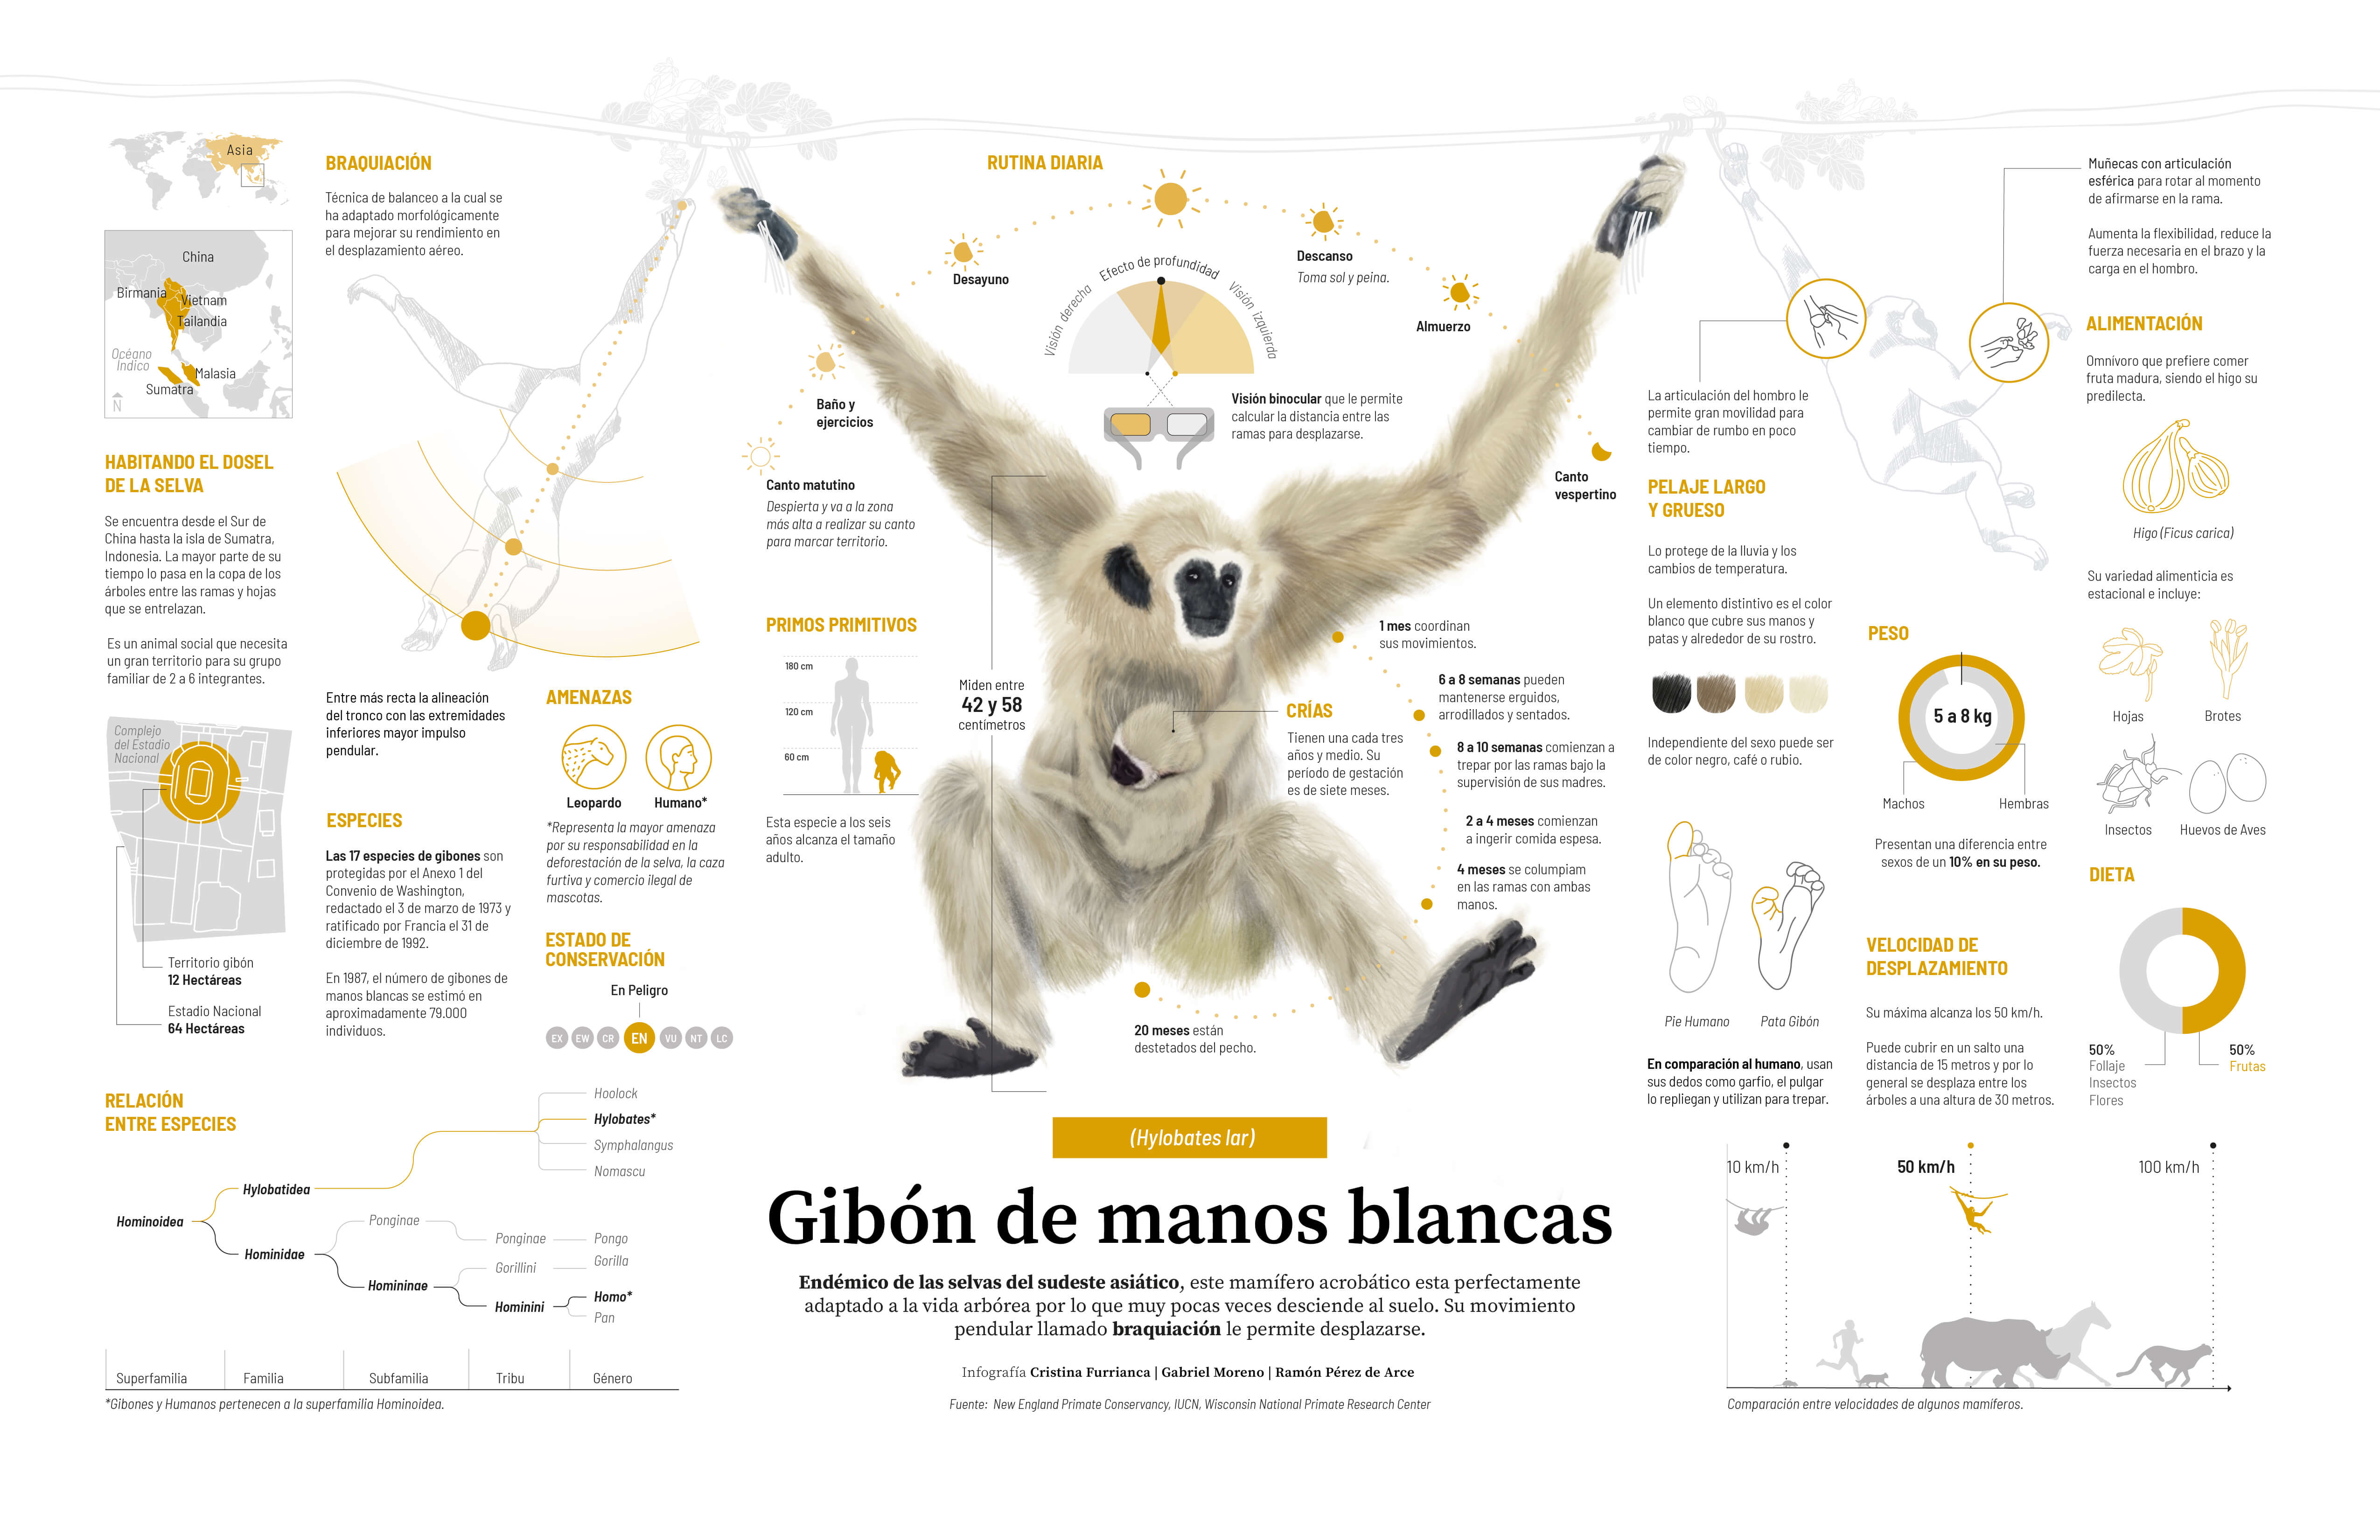 Asia
China
Birmania
Vietnam
Tailandia
Océano
Índico
Malasia
Sumatra
N
HABITANDO EL DOSEL
DE LA SELVA
Se encuentra desde el Sur de
China hasta la isla de Sumatra,
Indonesia. La mayor parte de su
tiempo lo pasa en la copa de los
árboles entre las ramas y hojas
que se entrelazan.
Es un animal social que necesita
un gran territorio para su grupo
familiar de 2 a 6 integrantes.
Complejo
del Estadio
Nacional
Territorio gibón
12 Hectáreas
Estadio Nacional
64 Hectáreas
BRAQUIACIÓN
Técnica de balanceo a la cual se
ha adaptado morfológicamente
para mejorar su rendimiento en
el desplazamiento aéreo.
Entre más recta la alineación
del tronco con las extremidades
inferiores mayor impulso
pendular.
ESPECIES
Las 17 especies de gibones son
protegidas por el Anexo 1 del
Convenio de Washington,
redactado el 3 de marzo de 1973 y
ratificado por Francia el 31 de
diciembre de 1992.
En 1987, el número de gibones de
manos blancas se estimó en
aproximadamente 79.000
individuos.
AMENAZAS
Leopardo
Humano*
*Representa la mayor amenaza
por su responsabilidad en la
deforestación de la selva, la caza
furtiva y comercio ilegal de
mascotas.
ESTADO DE
CONSERVACIÓN
En Peligro
EX EW CR EN VU NT LC
RELACIÓN
ENTRE ESPECIES
Hominoidea
Hylobatidea
Hominidae
Ponginae
Homininae
Ponginae
Gorillini
Hominini
Hoolock
Hylobates*
Symphalangus
Nomascu
Pongo
Gorilla
Homo*
Pan
Superfamilia
Familia
Subfamilia
Tribu
Género
*Gibones y Humanos pertenecen a la superfamilia Hominoidea.
RUTINA DIARIA
Canto matutino
Despierta y va a la zona
más alta a realizar su canto
para marcar territorio.
Baño y
ejercicios
Desayuno
Descanso
Toma sol y peina.
Almuerzo
Canto
vespertino
Visión derecha
Efecto de profundidad
Visión izquierda
Visión binocular que le permite
calcular la distancia entre las
ramas para desplazarse.
PRIMOS PRIMITIVOS
180 cm
120 cm
60 cm
Esta especie a los seis
años alcanza el tamaño
adulto.
Miden entre
42 y 58
centímetros
CRÍAS
Tienen una cada tres
años y medio. Su
período de gestación
es de siete meses.
1 mes coordinan
sus movimientos.
6 a 8 semanas pueden
mantenerse erguidos,
arrodillados y sentados.
8 a 10 semanas comienzan a
trepar por las ramas bajo la
supervisión de sus madres.
2 a 4 meses comienzan
a ingerir comida espesa.
4 meses se columpiam
en las ramas con ambas
manos.
20 meses están
destetados del pecho.
(Hylobates lar)
Gibón de manos blancas
Endémico de las selvas del sudeste asiático, este mamífero acrobático esta perfectamente
adaptado a la vida arbórea por lo que muy pocas veces desciende al suelo. Su movimiento
pendular llamado braquiación le permite desplazarse.
Infografía Cristina Furrianca | Gabriel Moreno | Ramón Pérez de Arce
Fuente: New England Primate Conservancy, IUCN, Wisconsin National Primate Research Center
La articulación del hombro le
permite gran movilidad para
cambiar de rumbo en poco
tiempo.
Muñecas con articulación
esférica para rotar al momento
de afirmarse en la rama.
Aumenta la flexibilidad, reduce la
fuerza necesaria en el brazo y la
carga en el hombro.
PELAJE LARGO
Y GRUESO
Lo protege de la lluvia y los
cambios de temperatura.
Un elemento distintivo es el color
blanco que cubre sus manos y
patas y alrededor de su rostro.
Independiente del sexo puede ser
de color negro, café o rubio.
Pie Humano
Pata Gibón
En comparación al humano, usan
sus dedos como garfio, el pulgar
lo repliegan y utilizan para trepar.
PESO
5 a 8 kg
Machos
Hembras
Presentan una diferencia entre
sexos de un 10% en su peso.
VELOCIDAD DE
DESPLAZAMIENTO
Su máxima alcanza los 50 km/h.
Puede cubrir en un salto una
distancia de 15 metros y por lo
general se desplaza entre los
árboles a una altura de 30 metros.
ALIMENTACIÓN
Omnívoro que prefiere comer
fruta madura, siendo el higo su
predilecta.
Higo (Ficus carica)
Su variedad alimenticia es
estacional e incluye:
Hojas
Brotes
Insectos
Huevos de Aves
DIETA
50%
Follaje
Insectos
Flores
50%
Frutas
10 km/h
50 km/h
100 km/h
Comparación entre velocidades de algunos mamíferos.